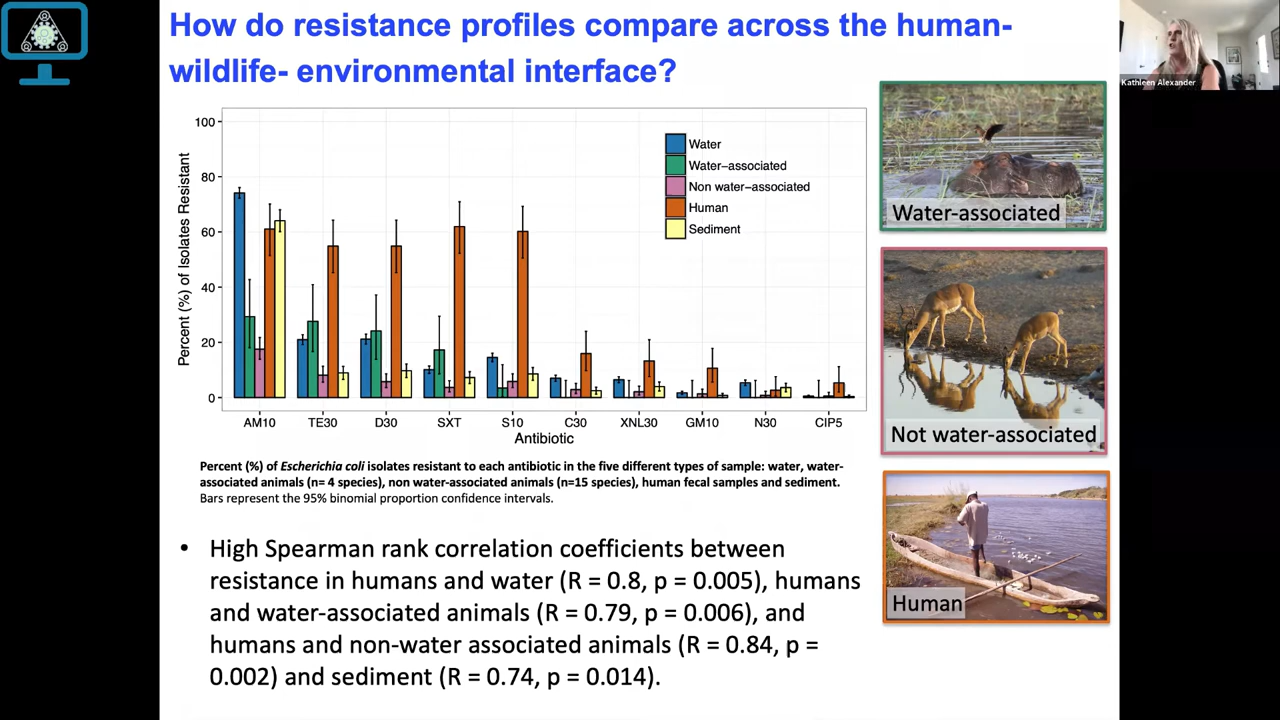 How do resistance profiles compare across the human-
wildlife- environmental interface?
Kathleen Alexander
Percent (%) of Isolates Resistant
100
80
60
40
20
0
Water
Water−associated
Non water−associated
Human
Sediment
AM10 TE30 D30 SXT S10 C30 XNL30 GM10 N30 CIP5
Antibiotic
Percent (%) of Escherichia coli isolates resistant to each antibiotic in the five different types of sample: water, water-
associated animals (n= 4 species), non water-associated animals (n=15 species), human fecal samples and sediment.
Bars represent the 95% binomial proportion confidence intervals.
• High Spearman rank correlation coefficients between
resistance in humans and water (R = 0.8, p = 0.005), humans
and water-associated animals (R = 0.79, p = 0.006), and
humans and non-water associated animals (R = 0.84, p =
0.002) and sediment (R = 0.74, p = 0.014).
Water-associated
Not water-associated
Human